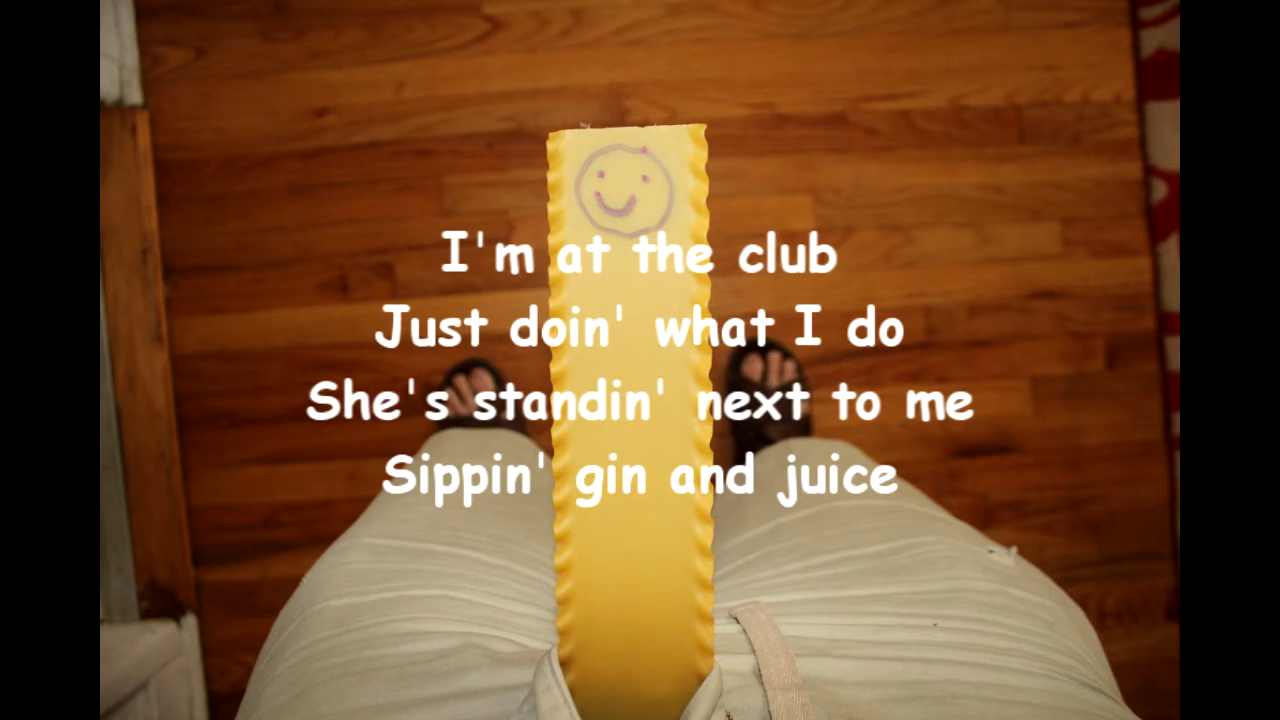 I'm at the club
Just doin' what I do
She's standin' next to me
Sippin' gin and juice